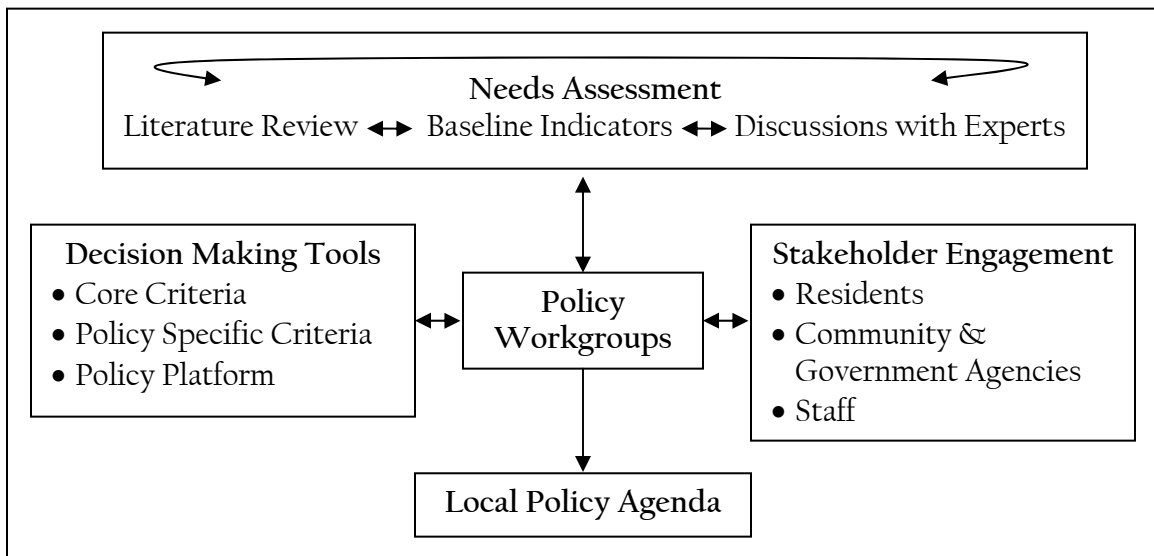 Needs Assessment
Literature Review Baseline Indicators Discussions with Experts
Decision Making Tools
• Core Criteria
• Policy Specific Criteria
• Policy Platform
Policy
Workgroups
Stakeholder Engagement
• Residents
• Community &
Government Agencies
• Staff
Local Policy Agenda